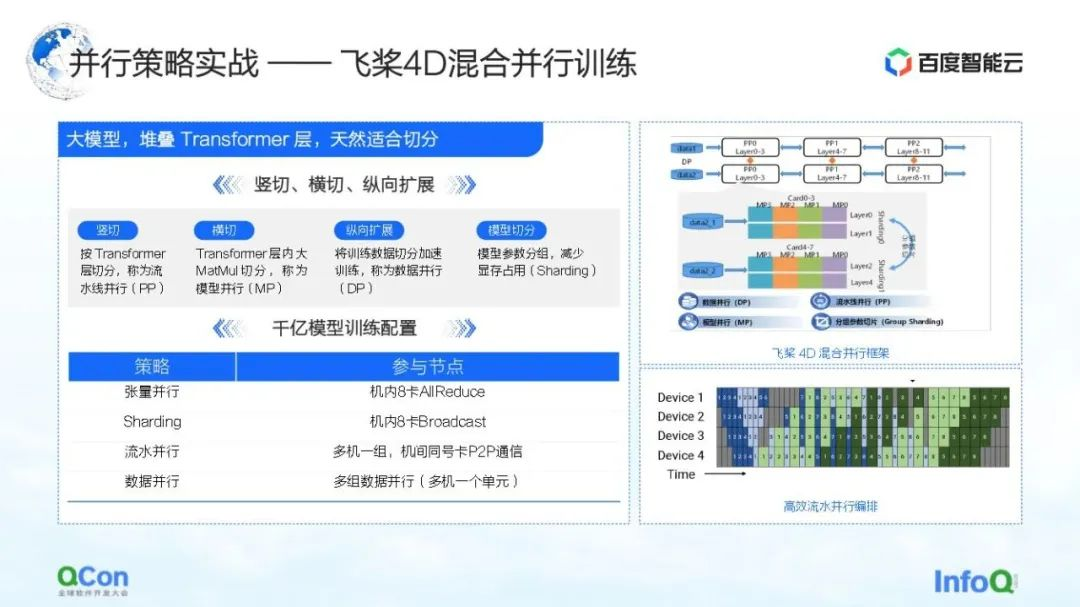 并行策略实战 —— 飞桨4D混合并行训练
百度智能云
大模型，堆叠 Transformer 层，天然适合切分
竖切、横切、纵向扩展
竖切
按 Transformer
层切分，称为流
水线并行（PP）
横切
Transformer 层内大
MatMul 切分，称为
模型并行（MP）
纵向扩展
将训练数据切分加速
训练，称为数据并行
（DP）
模型切分
模型参数分组，减少
显存占用（Sharding）
千亿模型训练配置
策略 参与节点
张量并行 机内8卡AllReduce
Sharding 机内8卡Broadcast
流水并行 多机一组，机间同号卡P2P通信
数据并行 多组数据并行（多机一个单元）
data1
PP0
Layer0-3
PP1
Layer4-7
PP2
Layer8-11
DP
data2
PP0
Layer0-3
PP1
Layer4-7
PP2
Layer8-11
Card0-3
MP3 MP2 MP1 MP0
data2_1
Layer0
Layer1
Sharding0
Card4-7
MP3 MP2 MP1 MP0
data2_2
Layer2
Layer4
Sharding1
数据并行（DP）
流水线并行（PP）
模型并行（MP）
分组参数切片（Group Sharding）
飞桨 4D 混合并行框架
Device 1
Device 2
Device 3
Device 4
Time
高效流水并行编排
QCon
全球软件开发大会
InfoQ